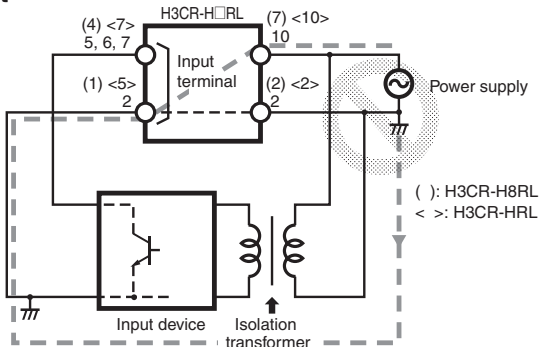 H3CR-H□RL
(4) <7>
5, 6, 7
(7) <10>
10
Input
terminal
(1) <5>
2
(2) <2>
2
Power supply
( ): H3CR-H8RL
< >: H3CR-HRL
Input device
Isolation
transformer